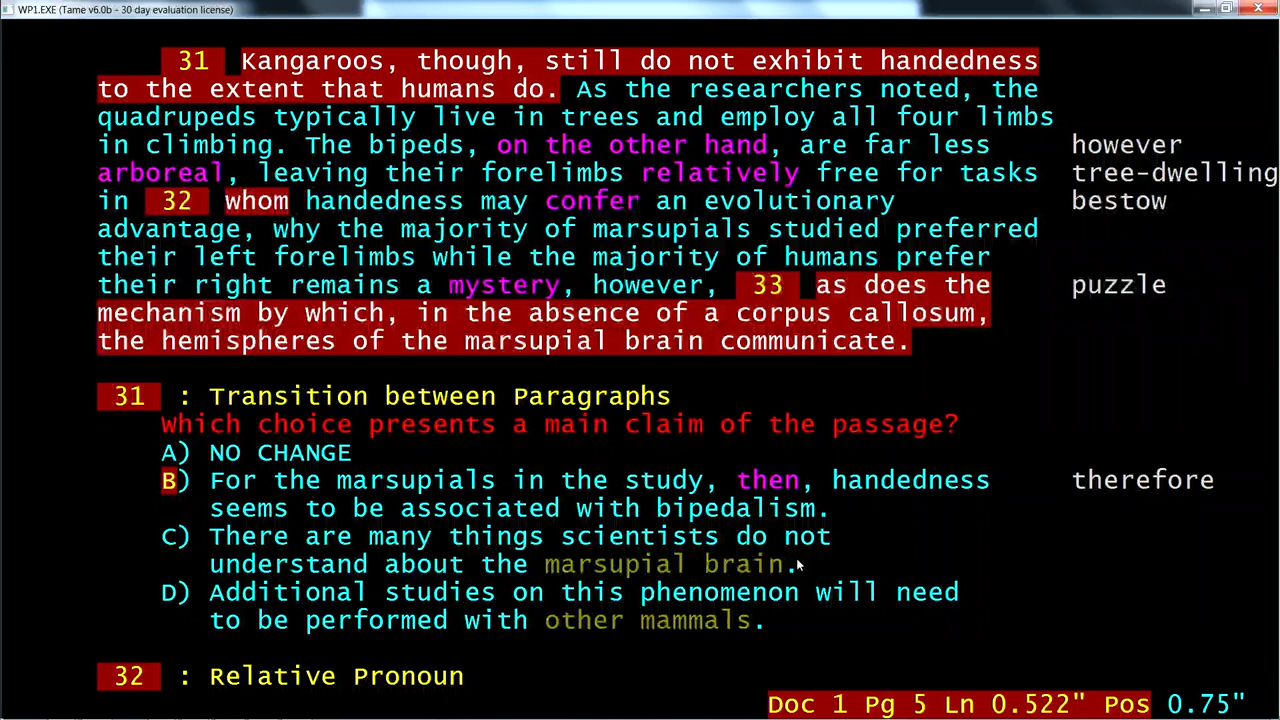 WP1.EXE (Tame v6.0b - 30 day evaluation license)
31 Kangaroos, though, still do not exhibit handedness
to the extent that humans do. As the researchers noted, the
quadrupeds typically live in trees and employ all four limbs
in climbing. The bipeds, on the other hand, are far less however
arboreal, leaving their forelimbs relatively free for tasks tree-dwelling
in 32 whom handedness may confer an evolutionary bestow
advantage, why the majority of marsupials studied preferred
their left forelimbs while the majority of humans prefer
their right remains a mystery, however, 33 as does the puzzle
mechanism by which, in the absence of a corpus callosum,
the hemispheres of the marsupial brain communicate.
31 : Transition between Paragraphs
Which choice presents a main claim of the passage?
A) NO CHANGE
B) For the marsupials in the study, then, handedness therefore
seems to be associated with bipedalism.
C) There are many things scientists do not
understand about the marsupial brain.
D) Additional studies on this phenomenon will need
to be performed with other mammals.
32 : Relative Pronoun
Doc 1 Pg 5 Ln 0.522" Pos 0.75"